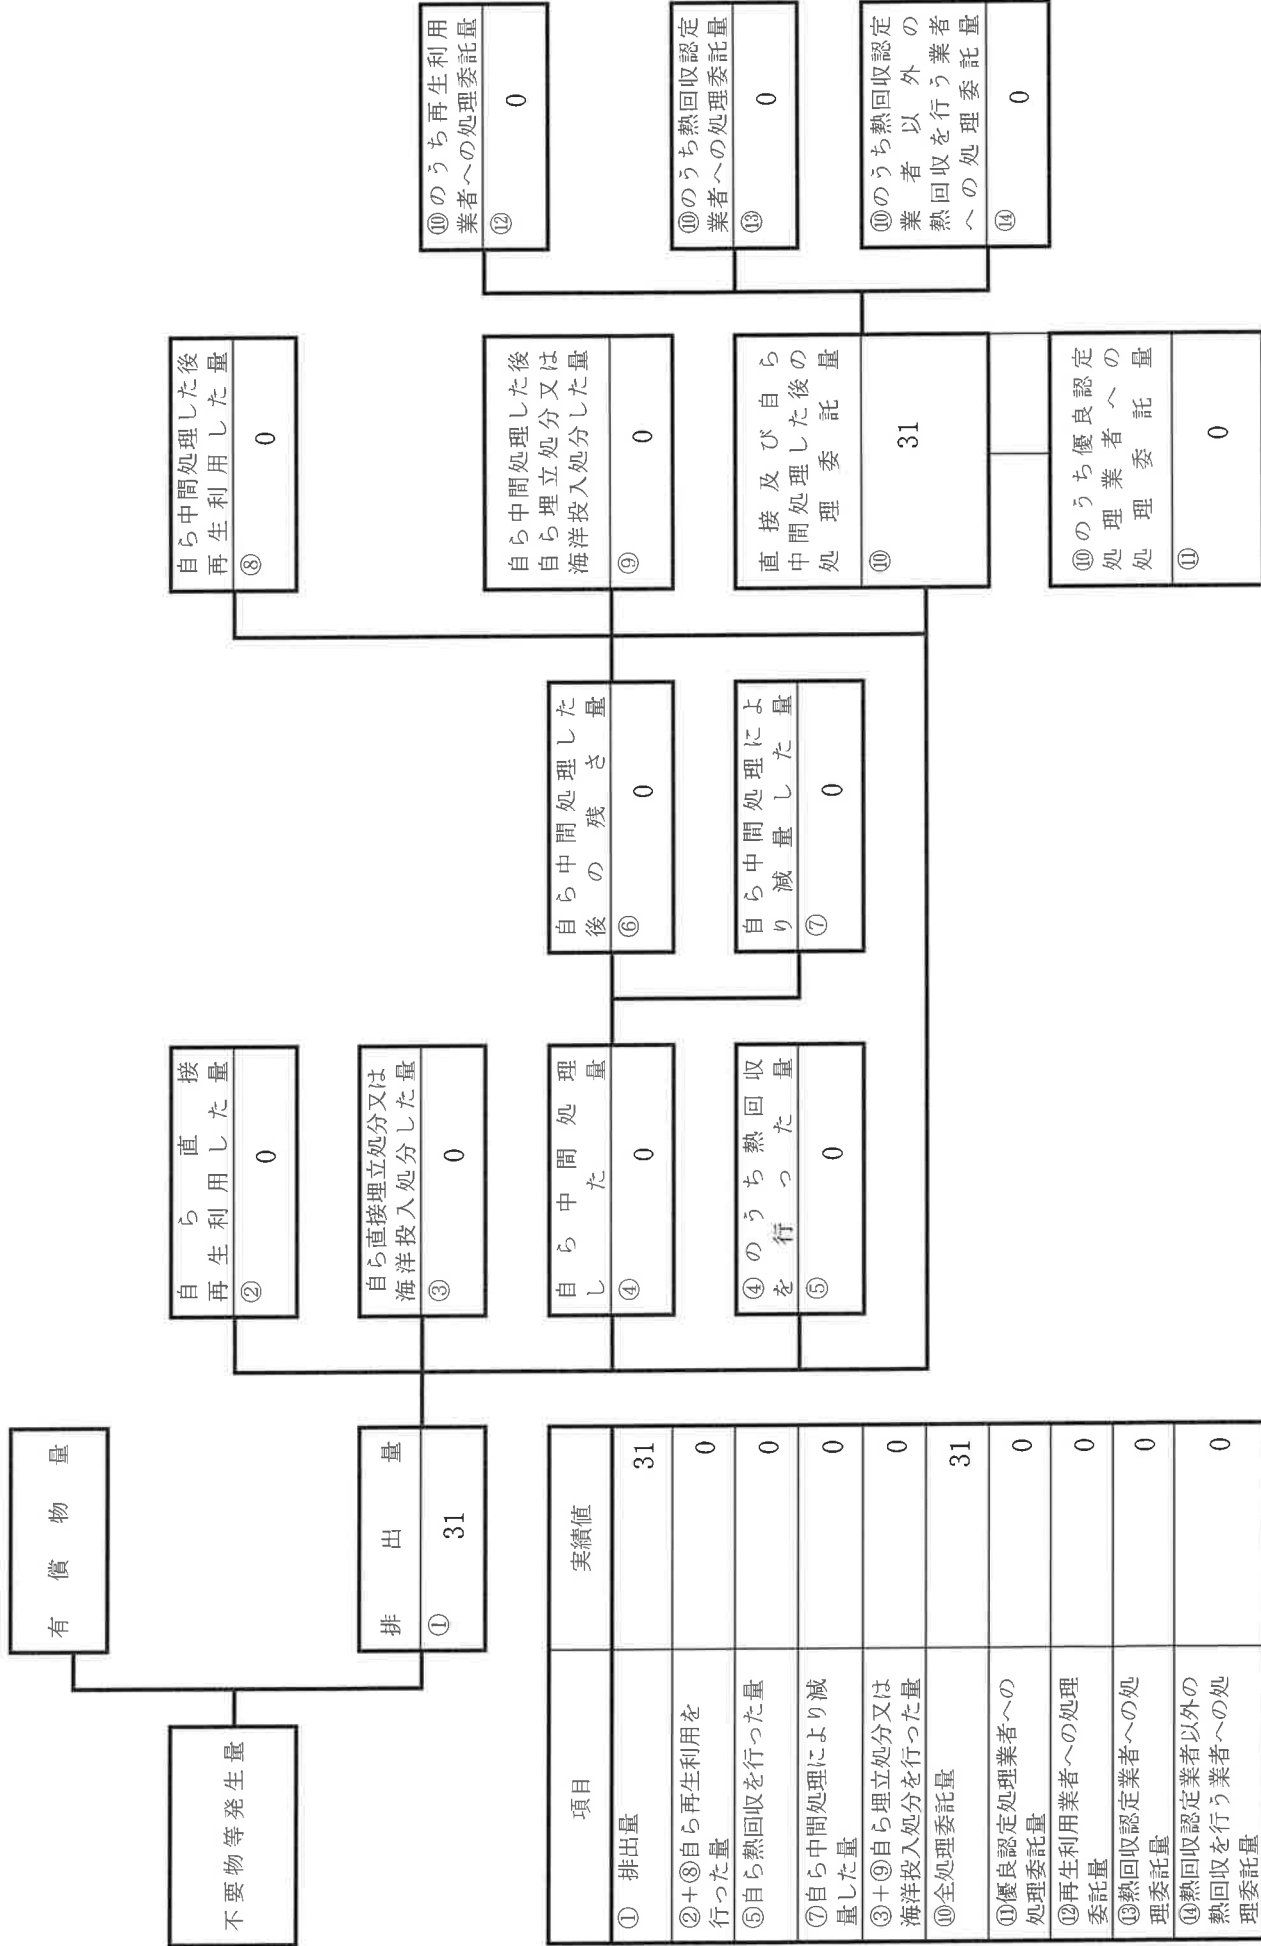 有償物量
不要物等発生量
排出量
① 31
自ら直接
再生利用した量
② 0
自ら直接埋立処分又は
海洋投入処分した量
③ 0
自ら中間処理
した量
④ 0
④のうち熱回収
を行った量
⑤ 0
自ら中間処理した
後の残さ量
⑥ 0
自ら中間処理によ
り減量した量
⑦ 0
自ら中間処理した後
再生利用した量
⑧ 0
自ら中間処理した後
自ら埋立処分又は
海洋投入処分した量
⑨ 0
直接及び自ら
中間処理した後の
処理委託量
⑩ 31
⑩のうち優良認定
処理業者への
処理委託量
⑪ 0
⑩のうち再生利用
業者への処理委託量
⑫ 0
⑩のうち熱回収認定
業者への処理委託量
⑬ 0
⑩のうち熱回収認定
業者以外の
熱回収を行う業者
への処理委託量
⑭ 0
項目 実績値
① 排出量 31
②+⑧自ら再生利用を
行った量 0
⑤自ら熱回収を行った量 0
⑦自ら中間処理により減
量した量 0
③+⑨自ら埋立処分又は
海洋投入処分を行った量 0
⑩全処理委託量 31
⑪優良認定処理業者への
処理委託量 0
⑫再生利用業者への処理
委託量 0
⑬熱回収認定業者への処
理委託量 0
⑭熱回収認定業者以外の
熱回収を行う業者への処
理委託量 0